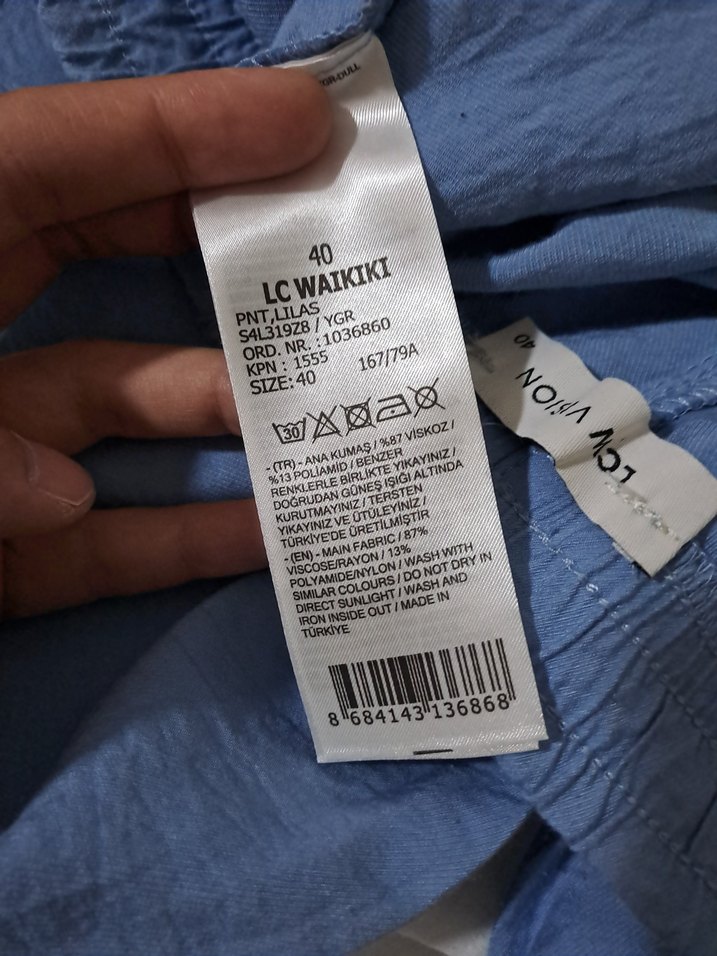 YGR-DULL
40
LC WAIKIKI
PNT,LILAS
S4L319Z8 / YGR
ORD. NR. :1036860
KPN : 1555 167/79A
SIZE: 40
30
- (TR) - ANA KUMAŞ / %87 VİSKOZ /
%13 POLİAMİD / BENZER
RENKLERLE BİRLİKTE YIKAYINIZ /
DOĞRUDAN GÜNEŞ IŞIĞI ALTINDA
KURUTMAYINIZ / TERSTEN
YIKAYINIZ VE ÜTÜLEYİNİZ /
TÜRKİYE'DE ÜRETİLMİŞTİR
- (EN) - MAIN FABRIC / 87%
VISCOSE/RAYON / 13%
POLYAMIDE/NYLON / WASH WITH
SIMILAR COLOURS / DO NOT DRY IN
DIRECT SUNLIGHT / WASH AND
IRON INSIDE OUT / MADE IN
TÜRKİYE
8 684143 136868
LCW VISION
40